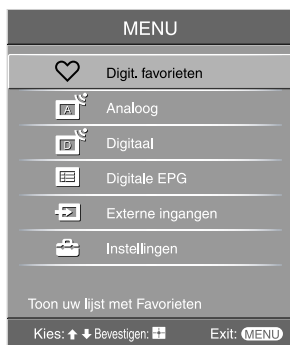 MENU
Digit. favorieten
A Analoog
D Digitaal
Digitale EPG
Externe ingangen
Instellingen
Toon uw lijst met Favorieten
Kies: Bevestigen: Exit: MENU